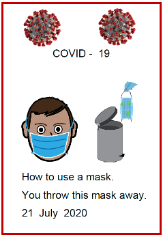 COVID - 19
How to use a mask.
You throw this mask away.
21 July 2020